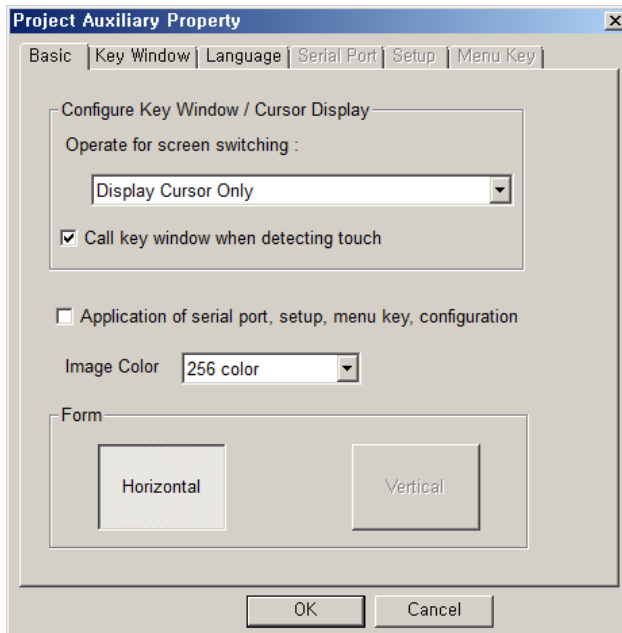 Project Auxiliary Property
Basic Key Window Language Serial Port Setup Menu Key
Configure Key Window / Cursor Display
Operate for screen switching :
Display Cursor Only
Call key window when detecting touch
Application of serial port, setup, menu key, configuration
Image Color 256 color
Form
Horizontal Vertical
OK Cancel